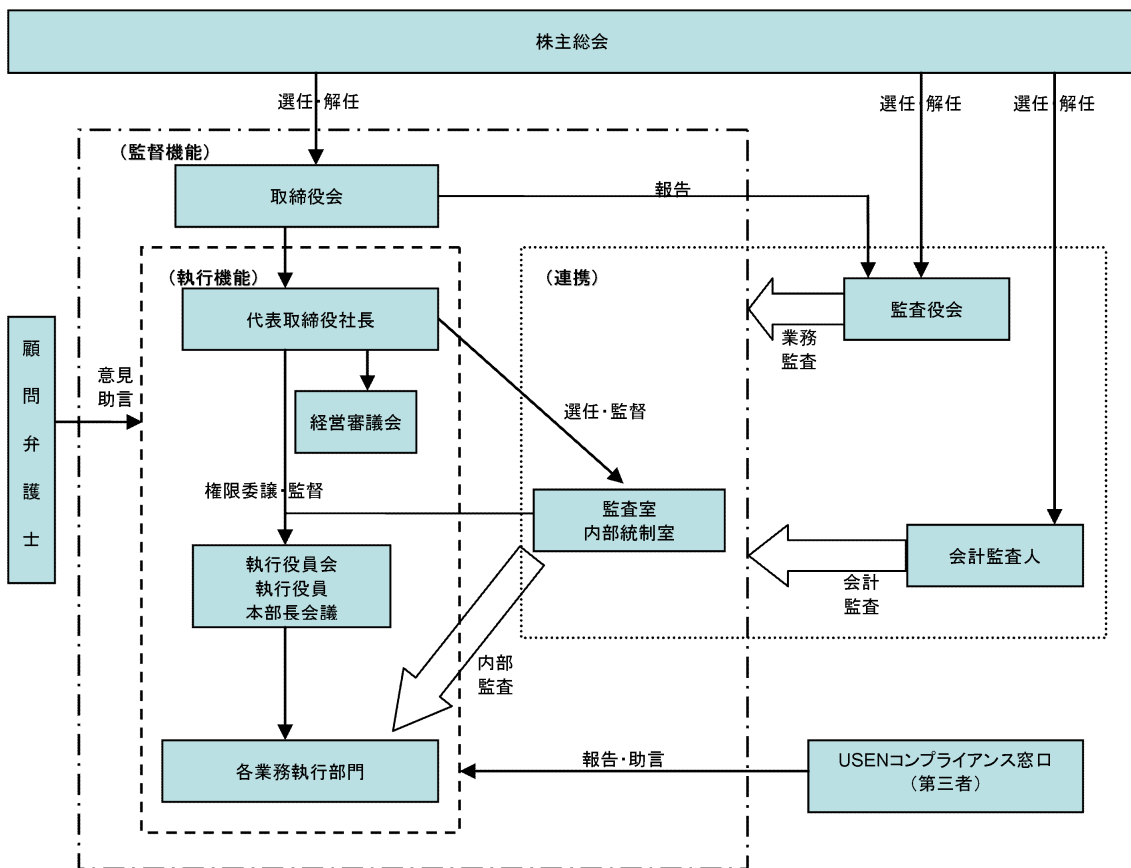 株主総会
選任・解任
選任・解任
選任・解任
（監督機能）
取締役会
報告
（執行機能）
（連携）
代表取締役社長
監査役会
業務
監査
顧
問
弁
護
士
意見
助言
経営審議会
選任・監督
権限委譲・監督
監査室
内部統制室
執行役員会
執行役員
本部長会議
会計監査人
会計
監査
内部
監査
各業務執行部門
報告・助言
USENコンプライアンス窓口
（第三者）